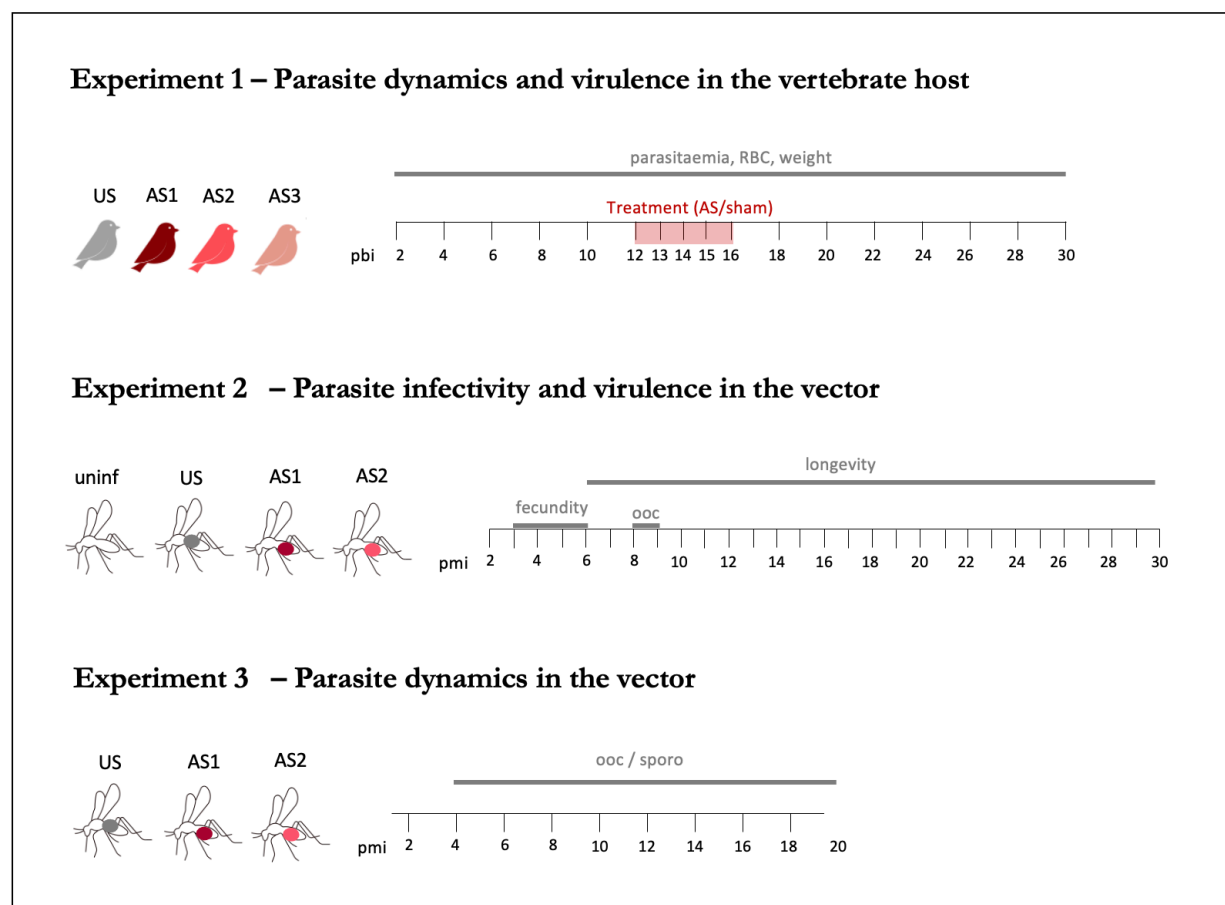 Experiment 1 – Parasite dynamics and virulence in the vertebrate host
parasitaemia, RBC, weight
US AS1 AS2 AS3
Treatment (AS/sham)
pbi 2 4 6 8 10 12 13 14 15 16 18 20 22 24 26 28 30
Experiment 2 – Parasite infectivity and virulence in the vector
longevity
uninf US AS1 AS2
fecundity ooc
pmi 2 4 6 8 10 12 14 16 18 20 22 24 26 28 30
Experiment 3 – Parasite dynamics in the vector
US AS1 AS2
ooc / sporo
pmi 2 4 6 8 10 12 14 16 18 20